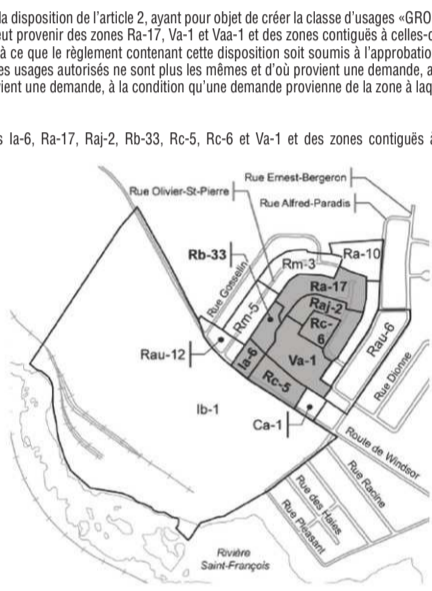 la disposition de l'article 2, ayant pour objet de créer la classe d'usages «GRO
eut provenir des zones Ra-17, Va-1 et Vaa-1 et des zones contiguës à celles-c
à ce que le règlement contenant cette disposition soit soumis à l'approbation
es usages autorisés ne sont plus les mêmes et d'où provient une demande, a
vient une demande, à la condition qu'une demande provienne de la zone à laq
s Ia-6, Ra-17, Raj-2, Rb-33, Rc-5, Rc-6 et Va-1 et des zones contiguës à
Rue Ernest-Bergeron
Rue Olivier-St-Pierre
Rue Alfred-Paradis
Rb-33
Rm-3
Ra-10
Rue Gosselin
Ra-17
Raj-2
Rm-5
Rc-
6
Rau-6
Rau-12
Ia-6
Va-1
Rc-5
Rue Dionne
Ib-1
Ca-1
Route de Windsor
Rue Racine
Rue des Haies
Rue Pleasant
Rivière
Saint-François